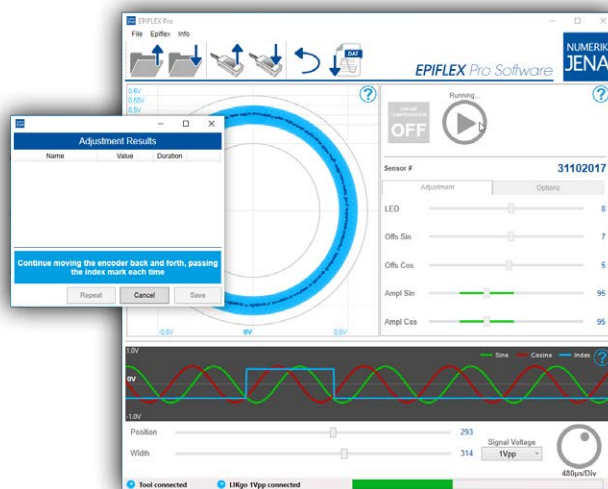 EPIFLEX Pro
File Epiflex Info
DAT
EPIFLEX Pro Software
NUMERIK
JENA
0,6V
0.55V
0.5V
?
Running...
?
OFF
Sensor #
31102017
Adjustment
Options
LED
8
Offs Sin
7
Offs Cos
5
Ampl Sin
95
Ampl Cos
95
-0,5V
0V
0,5V
Adjustment Results
Name Value Duration
Continue moving the encoder back and forth, passing
the index mark each time
Repeat
Cancel
Save
1,0V
0V
-1,0V
Sine
Cosine
Index
?
Position
293
Width
314
Signal Voltage
1Vpp
480µs/Div
Tool connected
LIKgo 1Vpp connected